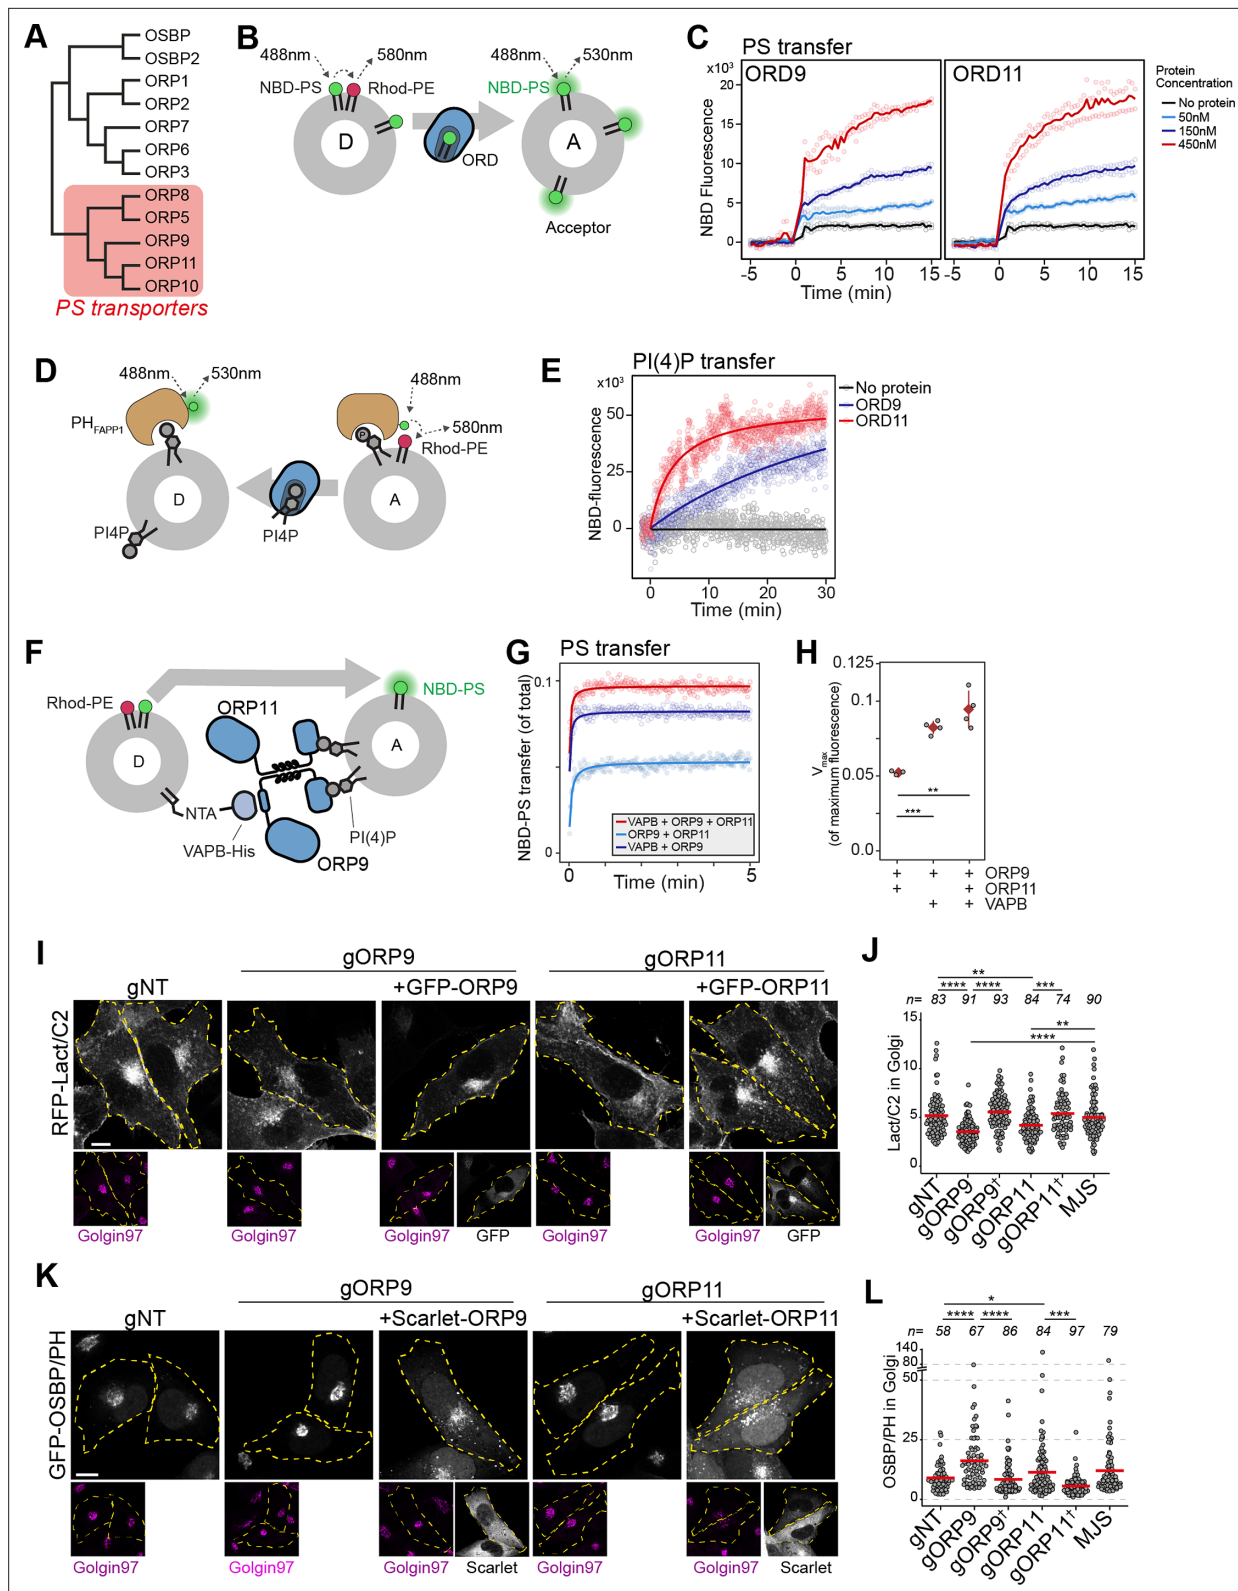 A
OSBP
OSBP2
ORP1
ORP2
ORP7
ORP6
ORP3
ORP8
ORP5
ORP9
ORP11
ORP10
PS transporters
B
488nm
580nm
NBD-PS
Rhod-PE
D
ORD
488nm
530nm
NBD-PS
A
Acceptor
C
PS transfer
x10³
ORD9
ORD11
NBD Fluorescence
20
10
5
0
-5 0 5 10 15
-5 0 5 10 15
Time (min)
Protein
Concentration
No protein
50nM
150nM
450nM
D
488nm
530nm
PH FAPP1
D
PI4P
PI4P
488nm
P
580nm
Rhod-PE
A
E
PI(4)P transfer
x10³
NBD-fluorescence
50
25
0
0 10 20 30
Time (min)
No protein
ORD9
ORD11
F
Rhod-PE
NBD-PS
ORP11
D
A
NTA
VAPB-His
PI(4)P
ORP9
G
PS transfer
NBD-PS transfer (of total)
0.1
0
VAPB + ORP9 + ORP11
ORP9 + ORP11
VAPB + ORP9
0 5
Time (min)
H
Vmax
(of maximum fluorescence)
0.125
0.1
0.05
0.0
**
***
+ + + ORP9
+ + ORP11
+ + VAPB
I
gORP9
gORP11
gNT
+GFP-ORP9
+GFP-ORP11
RFP-Lact/C2
Golgin97
Golgin97
Golgin97
GFP
Golgin97
Golgin97
GFP
J
**
**** **** ***
n= 83 91 93 84 74 90
**
****
Lact/C2 in Golgi
15
10
5
0
gNT
gORP9
gORP9†
gORP11
gORP11†
MJS
K
gORP9
gORP11
gNT
+Scarlet-ORP9
+Scarlet-ORP11
GFP-OSBP/PH
Golgin97
Golgin97
Golgin97
Scarlet
Golgin97
Golgin97
Scarlet
L
*
**** **** ***
n= 58 67 86 84 97 79
OSBP/PH in Golgi
140
80
50
25
0
gNT
gORP9
gORP9†
gORP11
gORP11†
MJS